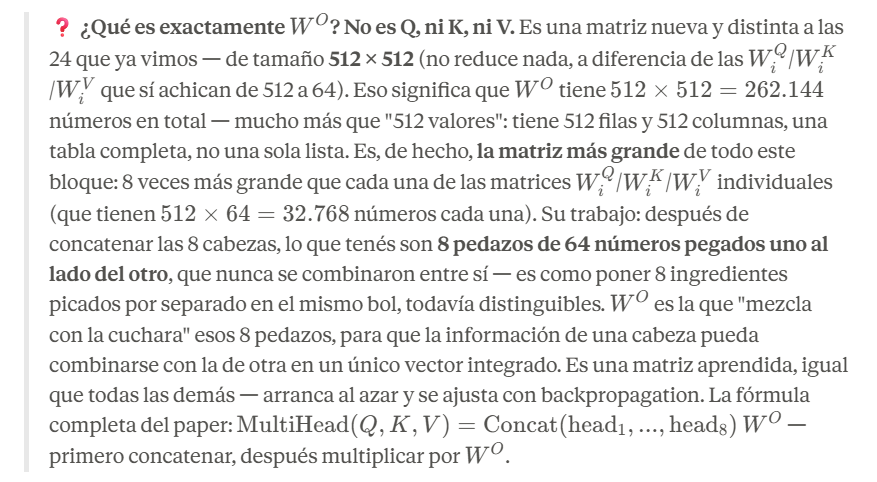 ❓ ¿Qué es exactamente W^O? No es Q, ni K, ni V. Es una matriz nueva y distinta a las
24 que ya vimos — de tamaño 512 × 512 (no reduce nada, a diferencia de las W_i^Q/W_i^K
/W_i^V que sí achican de 512 a 64). Eso significa que W^O tiene 512 × 512 = 262.144
números en total — mucho más que "512 valores": tiene 512 filas y 512 columnas, una
tabla completa, no una sola lista. Es, de hecho, la matriz más grande de todo este
bloque: 8 veces más grande que cada una de las matrices W_i^Q/W_i^K/W_i^V individuales
(que tienen 512 × 64 = 32.768 números cada una). Su trabajo: después de
concatenar las 8 cabezas, lo que tenés son 8 pedazos de 64 números pegados uno al
lado del otro, que nunca se combinaron entre sí — es como poner 8 ingredientes
picados por separado en el mismo bol, todavía distinguibles. W^O es la que "mezcla
con la cuchara" esos 8 pedazos, para que la información de una cabeza pueda
combinarse con la de otra en un único vector integrado. Es una matriz aprendida, igual
que todas las demás — arranca al azar y se ajusta con backpropagation. La fórmula
completa del paper: MultiHead(Q, K, V) = Concat(head_1, ..., head_8) W^O —
primero concatenar, después multiplicar por W^O.